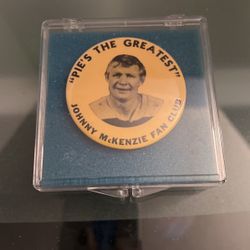 "PIE'S THE GREATEST"
JOHNNY McKENZIE FAN CLUB